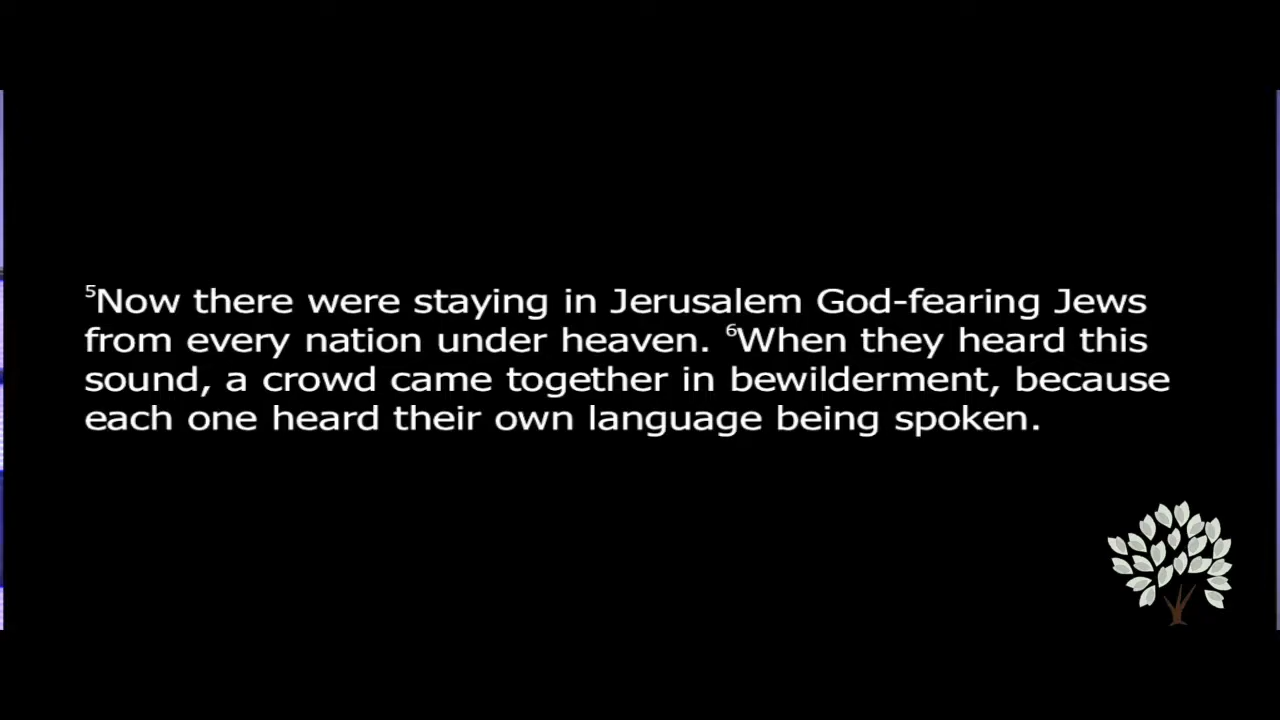 ⁵Now there were staying in Jerusalem God-fearing Jews
from every nation under heaven. ⁶When they heard this
sound, a crowd came together in bewilderment, because
each one heard their own language being spoken.